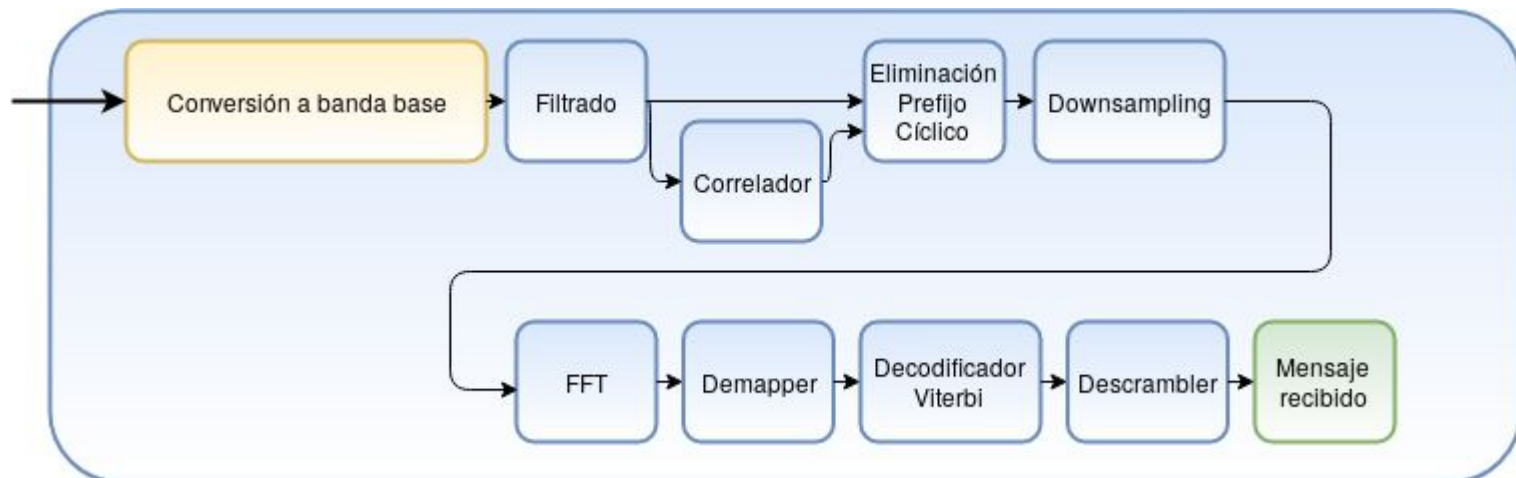 Conversión a banda base
Filtrado
Correlador
Eliminación
Prefijo
Cíclico
Downsampling
FFT
Demapper
Decodificador
Viterbi
Descrambler
Mensaje
recibido